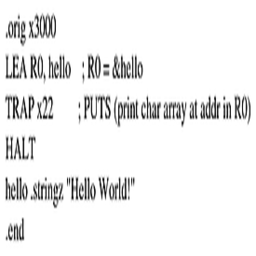 .orig x3000
LEA R0, hello ; R0 = &hello
TRAP x22 ; PUTS (print char array at addr in R0)
HALT
hello .stringz "Hello World!"
.end